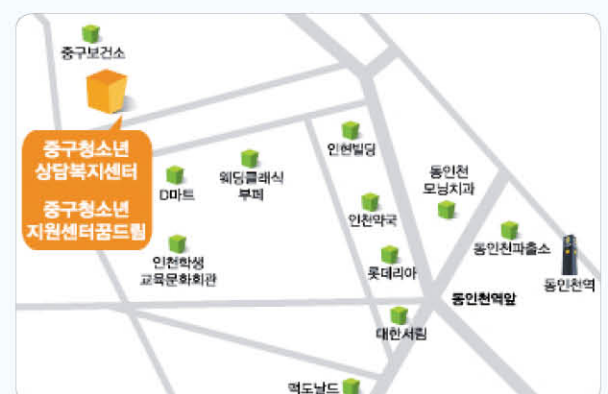 중구보건소
중구청소년
상담복지센터
중구청소년
지원센터꿈드림
D마트
웨딩클래식
부페
인현빌딩
동인천
모닝치과
인천약국
동인천파출소
인천학생
교육문화회관
롯데리아
동인천역
동인천역앞
대한서림
맥도날드